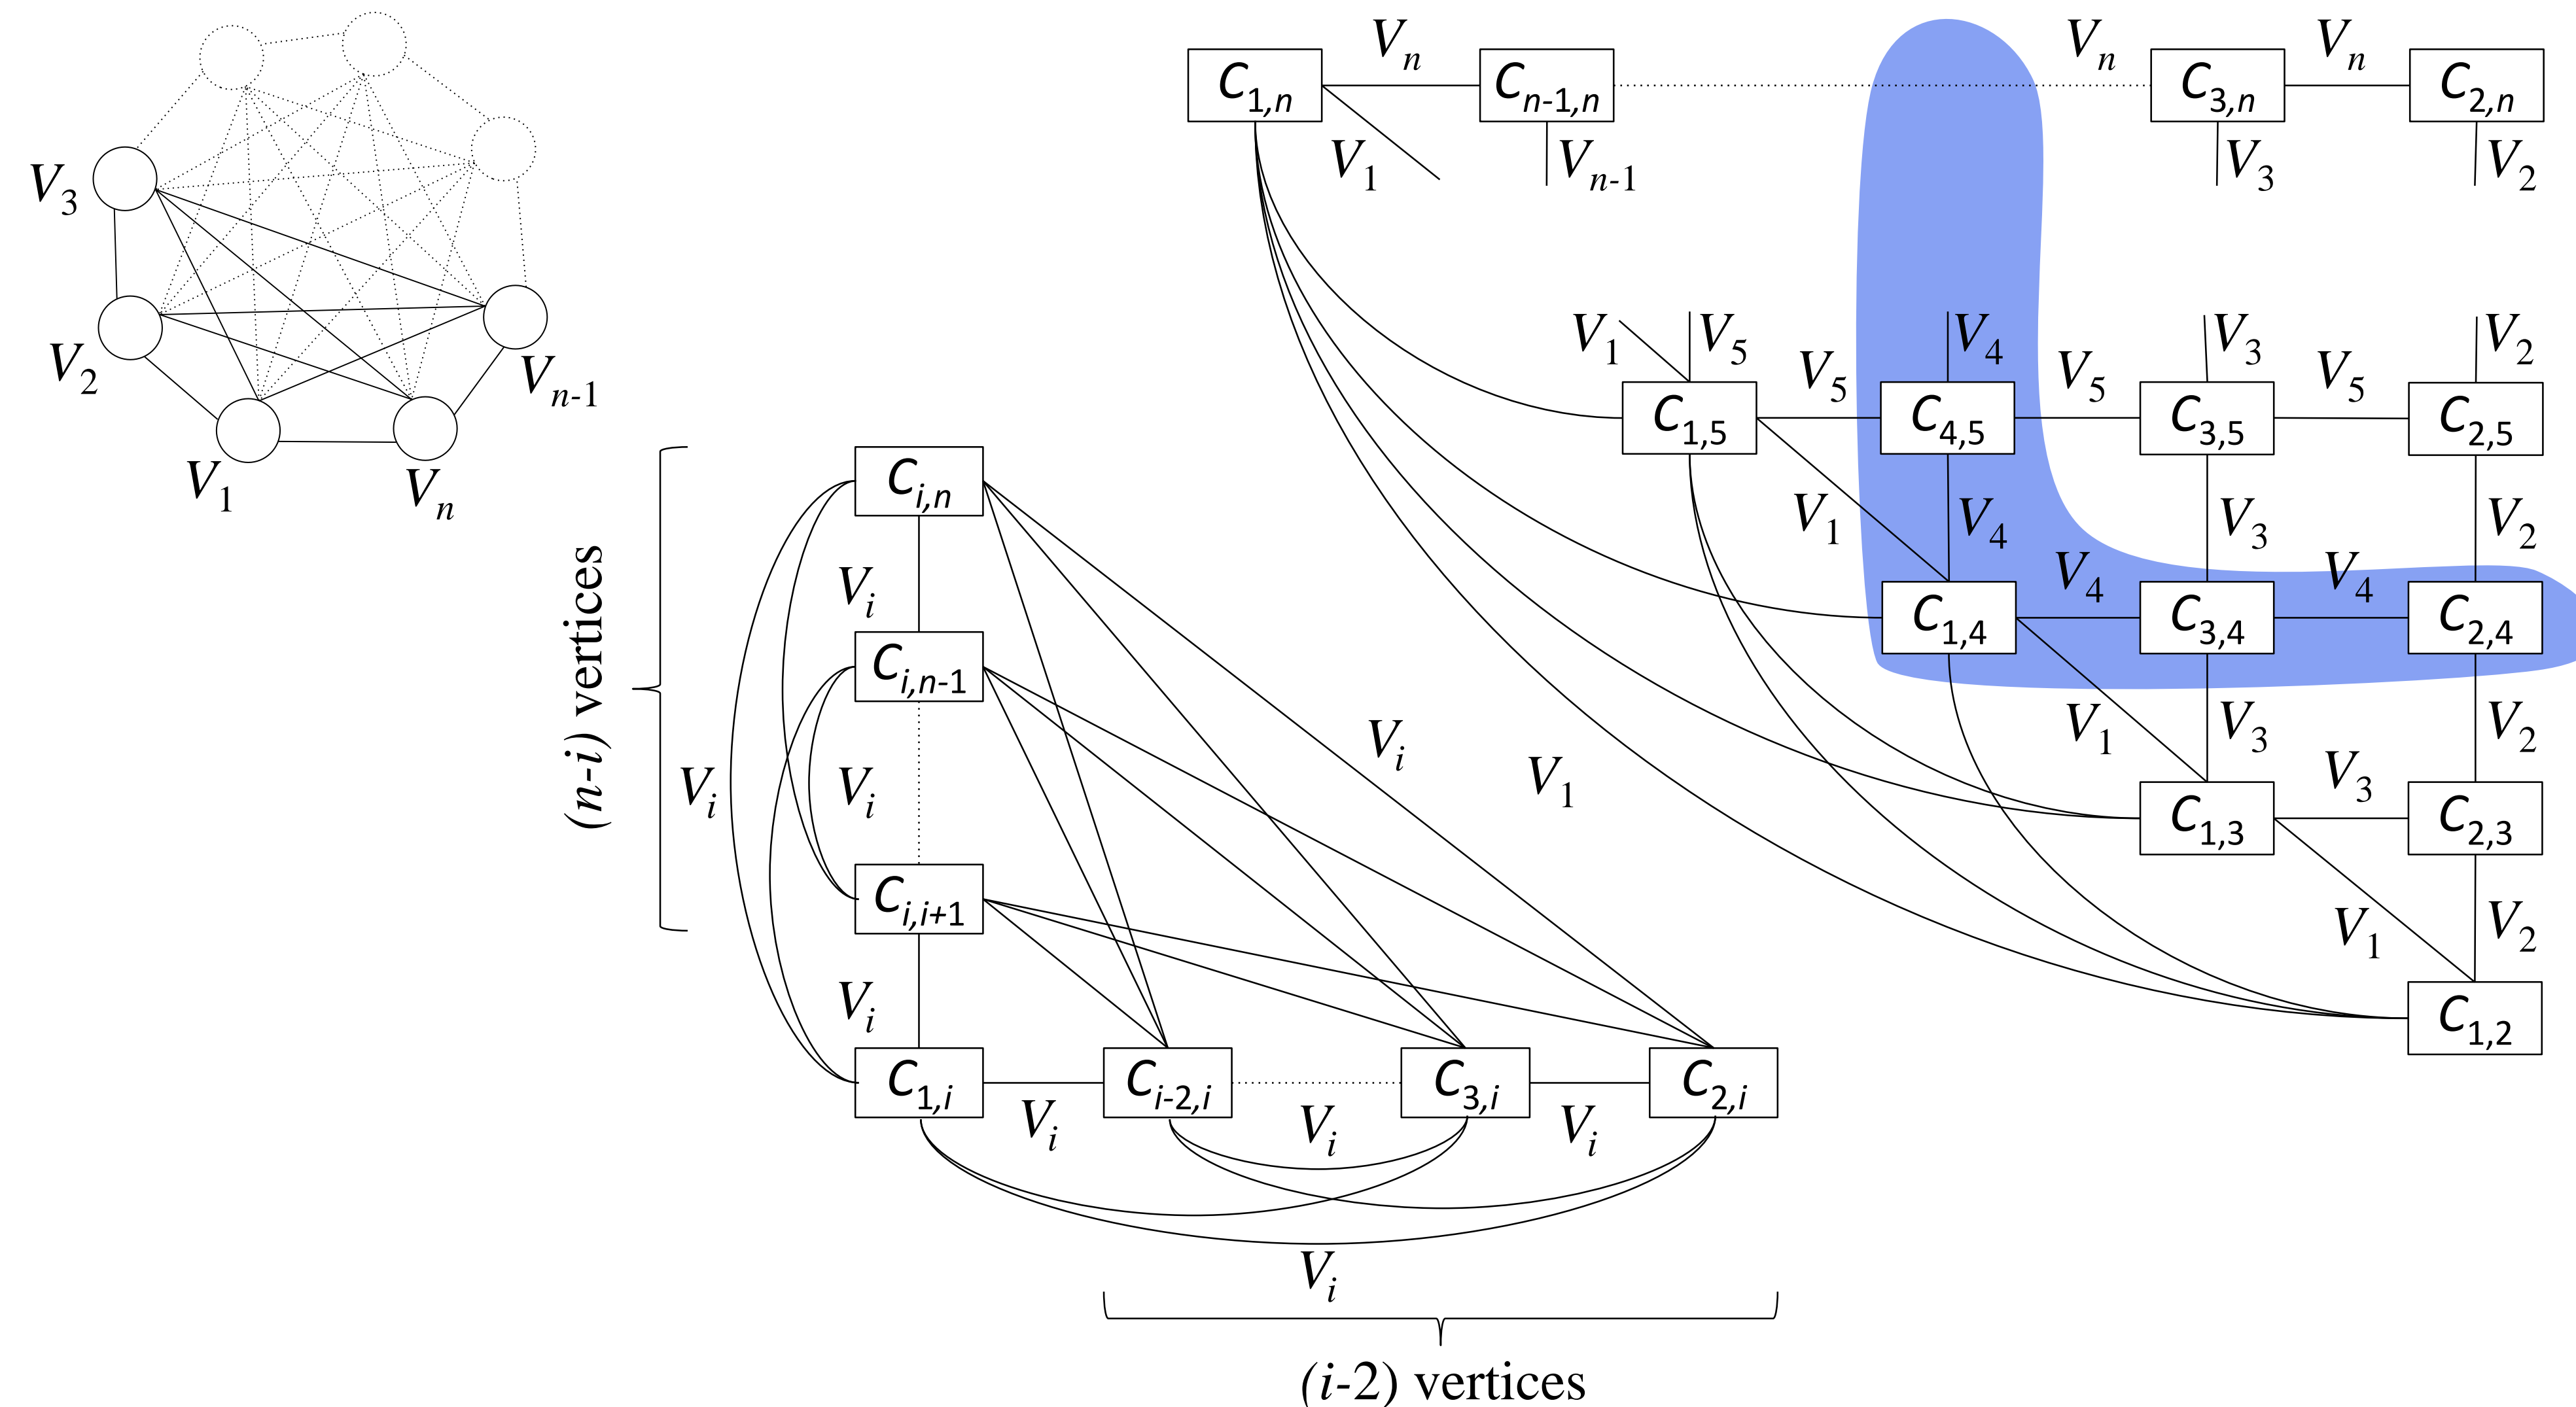 V3
V2
V1
Vn
Vn-1
C1,n
Vn
Cn-1,n
Vn
C3,n
Vn
C2,n
V1
Vn-1
V3
V2
V1
V5
V4
V3
V2
C1,5
V5
C4,5
V5
C3,5
V5
C2,5
V1
V4
V3
V2
C1,4
V4
C3,4
V4
C2,4
V1
V3
V2
C1,3
V3
C2,3
V1
V2
C1,2
V1
(n-i) vertices
Ci,n
Vi
Ci,n-1
Vi
Vi
Vi
Ci,i+1
Vi
C1,i
Ci-2,i
C3,i
C2,i
Vi
Vi
Vi
Vi
(i-2) vertices